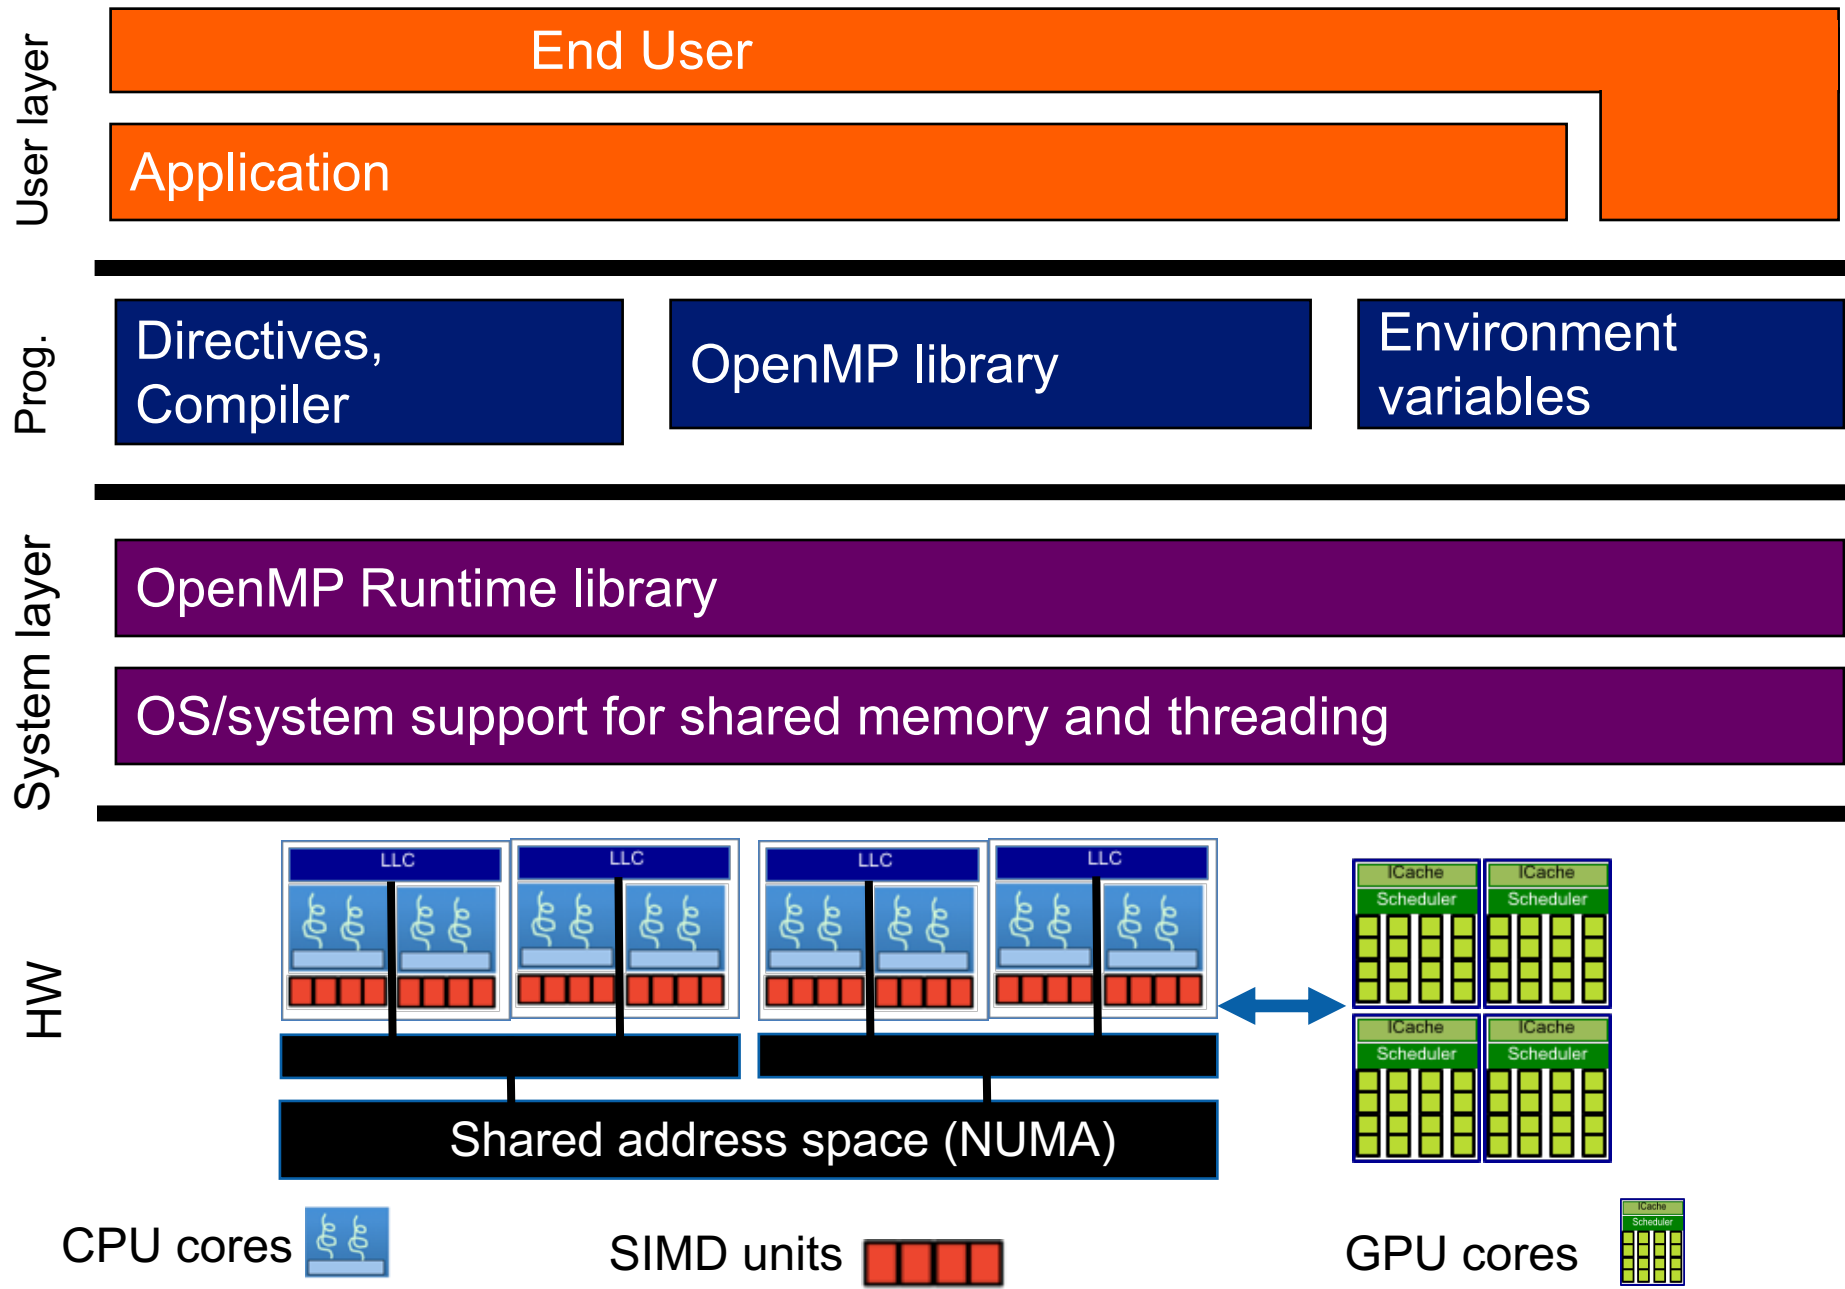 User layer
End User
Application
Prog.
Directives,
Compiler
OpenMP library
Environment
variables
System layer
OpenMP Runtime library
OS/system support for shared memory and threading
HW
LLC
LLC
LLC
LLC
ICache
Scheduler
ICache
Scheduler
ICache
Scheduler
ICache
Scheduler
Shared address space (NUMA)
CPU cores
SIMD units
GPU cores
ICache
Scheduler